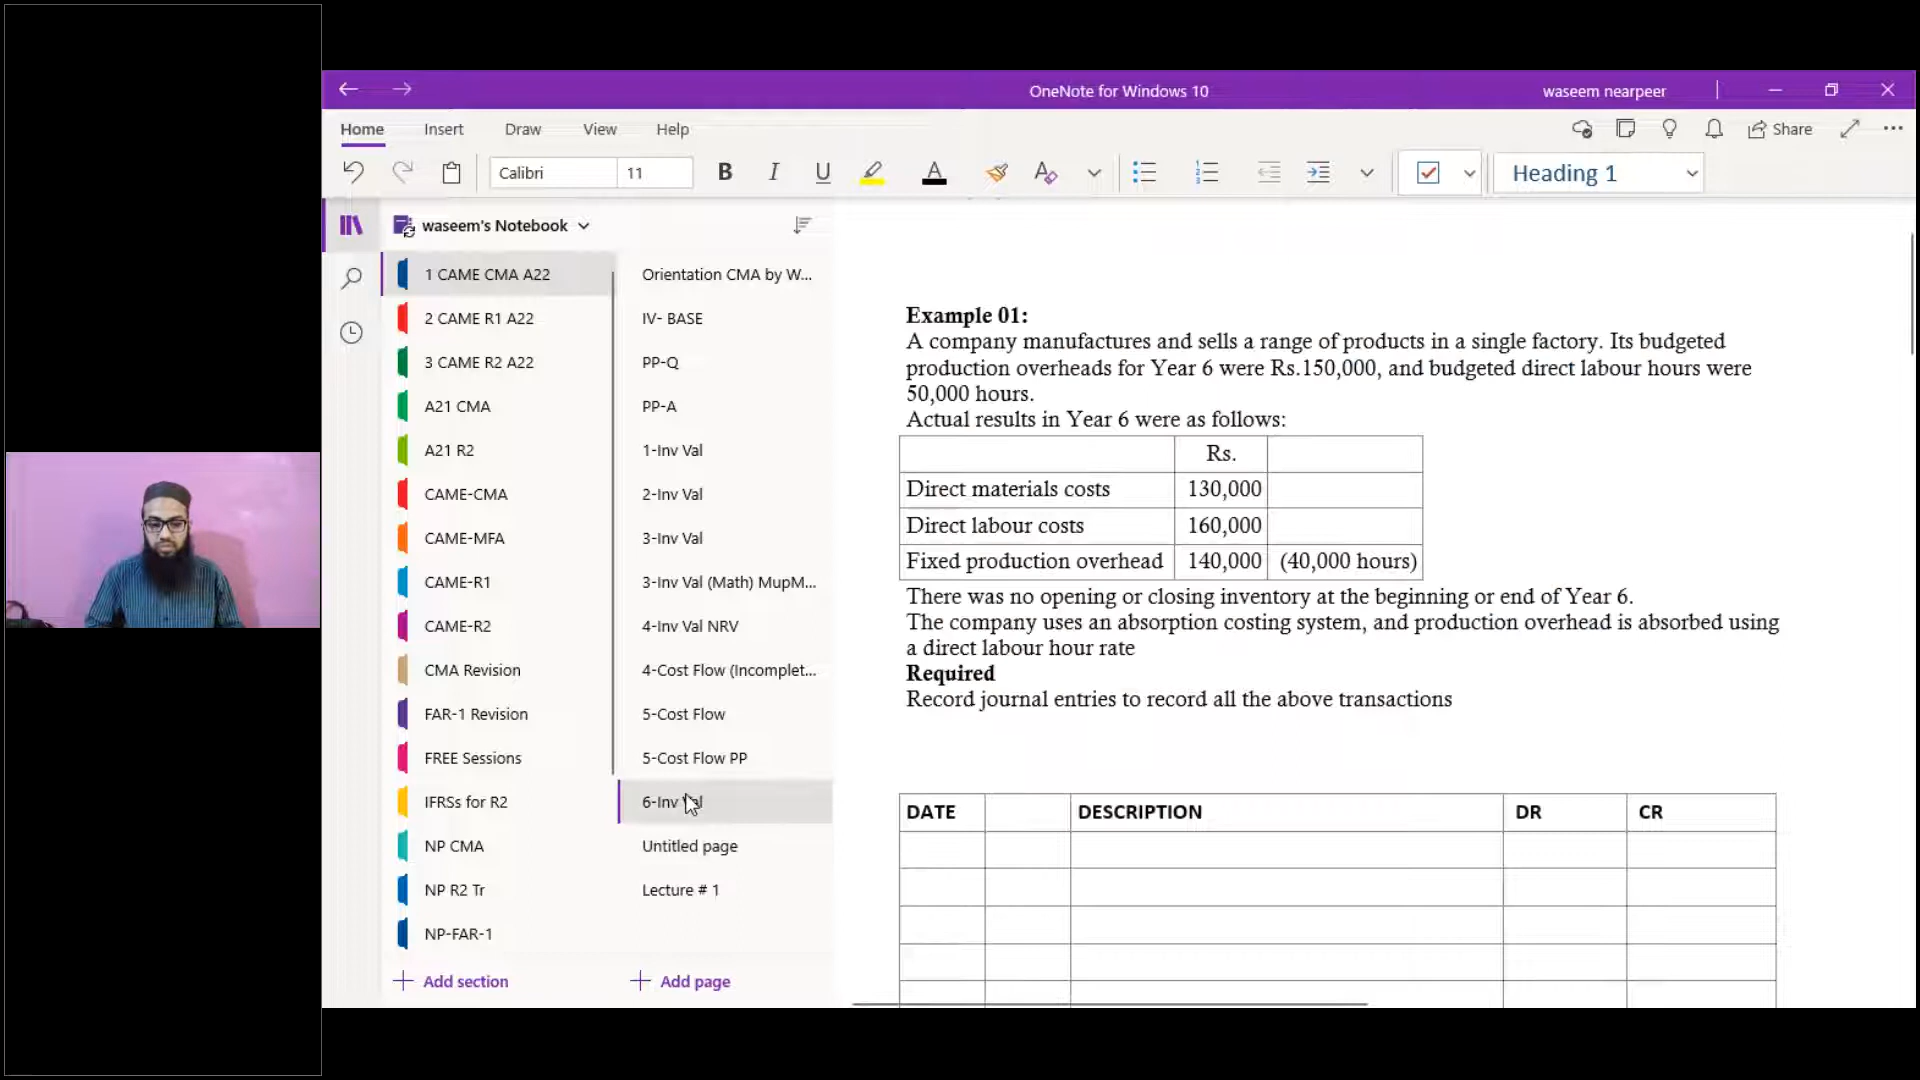 OneNote for Windows 10
waseem nearpeer
Home
Insert
Draw
View
Help
Share
Calibri
11
B
I
U
A
A
Heading 1
waseem's Notebook
1 CAME CMA A22
2 CAME R1 A22
3 CAME R2 A22
A21 CMA
A21 R2
CAME-CMA
CAME-MFA
CAME-R1
CAME-R2
CMA Revision
FAR-1 Revision
FREE Sessions
IFRSs for R2
NP CMA
NP R2 Tr
NP-FAR-1
Add section
Orientation CMA by W...
IV- BASE
PP-Q
PP-A
1-Inv Val
2-Inv Val
3-Inv Val
3-Inv Val (Math) MupM...
4-Inv Val NRV
4-Cost Flow (Incomplet...
5-Cost Flow
5-Cost Flow PP
6-Inv Val
Untitled page
Lecture # 1
Add page
Example 01:
A company manufactures and sells a range of products in a single factory. Its budgeted
production overheads for Year 6 were Rs.150,000, and budgeted direct labour hours were
50,000 hours.
Actual results in Year 6 were as follows:
Rs.
Direct materials costs 130,000
Direct labour costs 160,000
Fixed production overhead 140,000 (40,000 hours)
There was no opening or closing inventory at the beginning or end of Year 6.
The company uses an absorption costing system, and production overhead is absorbed using
a direct labour hour rate
Required
Record journal entries to record all the above transactions
DATE DESCRIPTION DR CR